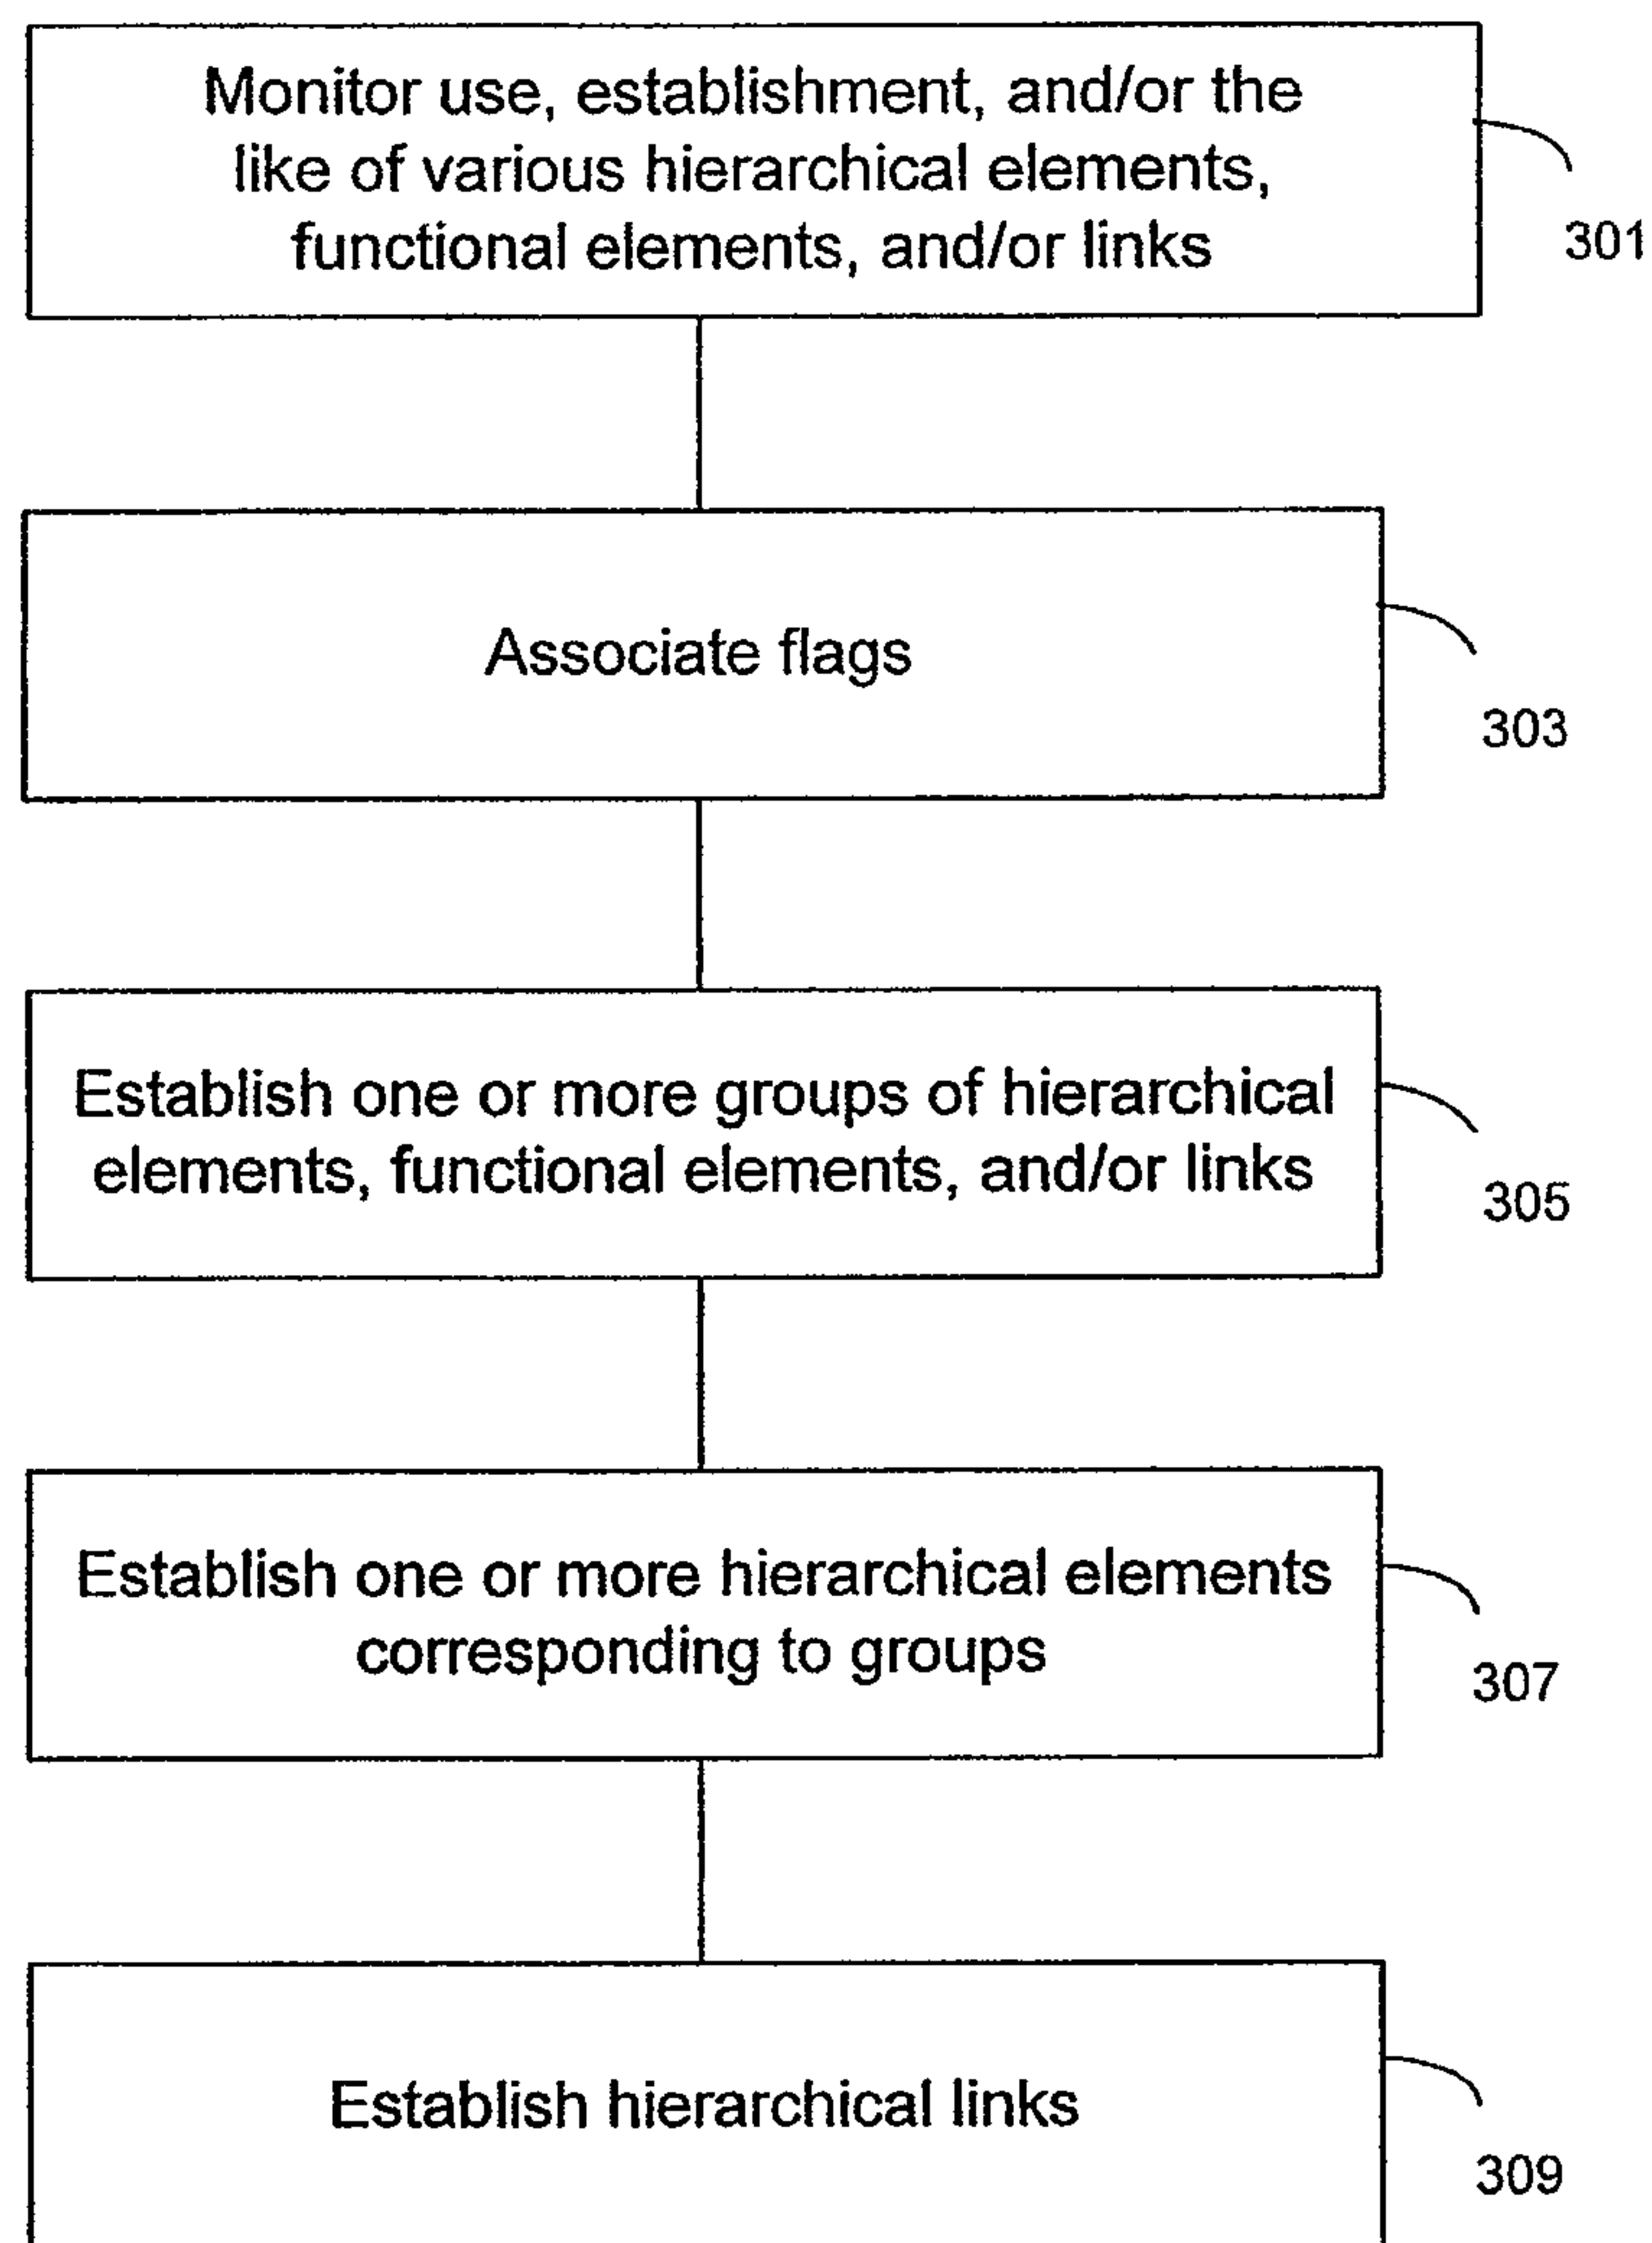 Monitor use, establishment, and/or the
like of various hierarchical elements,
functional elements, and/or links
301
Associate flags
303
Establish one or more groups of hierarchical
elements, functional elements, and/or links
305
Establish one or more hierarchical elements
corresponding to groups
307
Establish hierarchical links
309